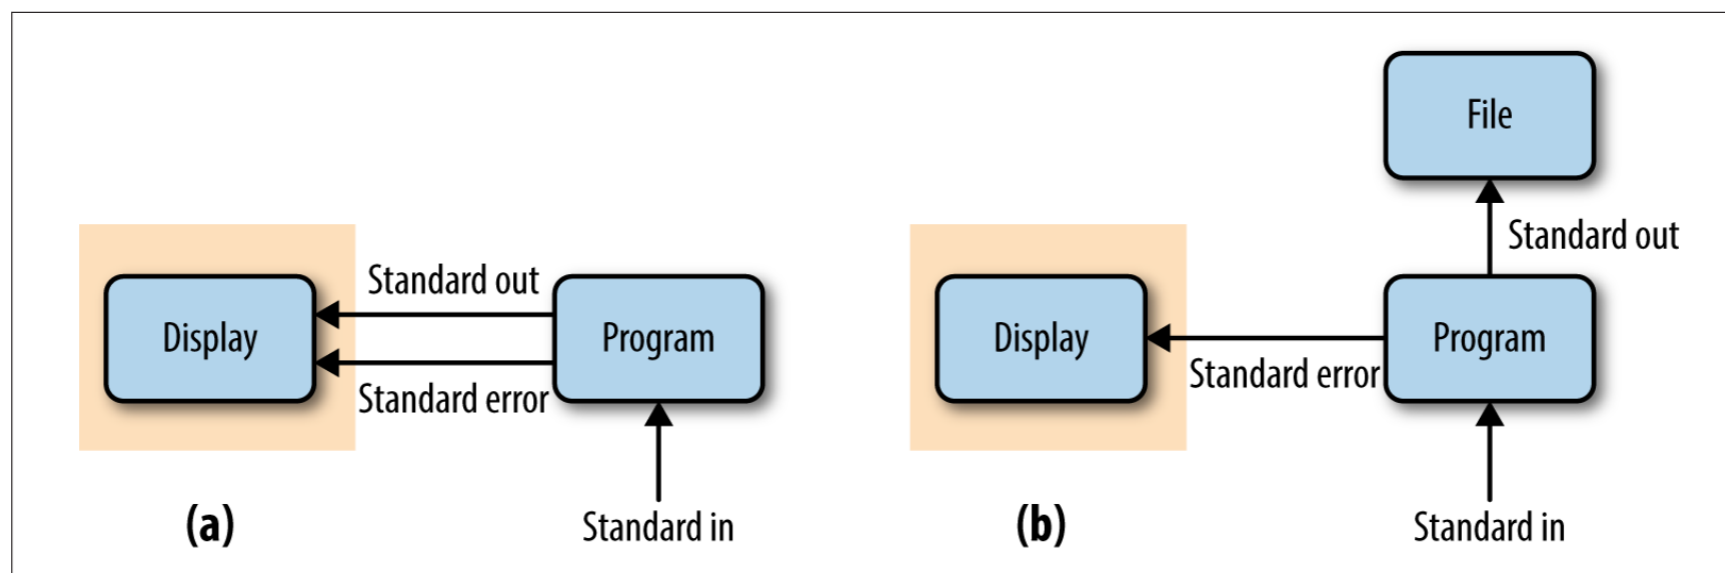 Standard out
Display
Program
Standard error
(a)
Standard in
File
Standard out
Display
Program
Standard error
(b)
Standard in